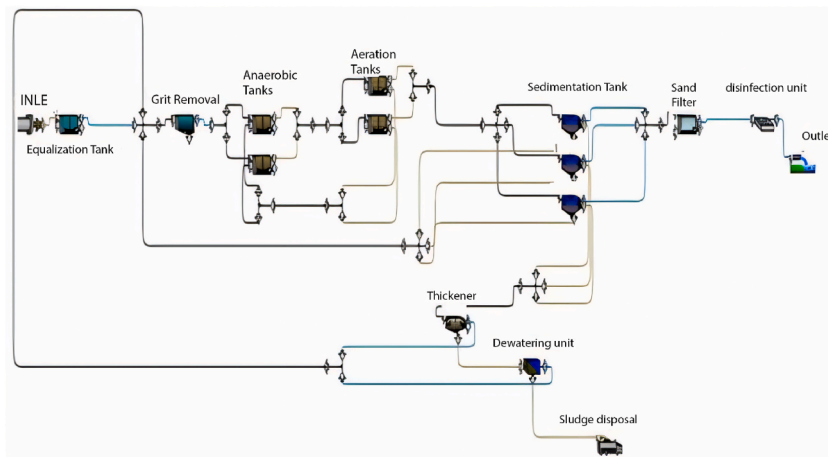 INLE
Equalization Tank
Grit Removal
Anaerobic
Tanks
Aeration
Tanks
Sedimentation Tank
Sand
Filter
disinfection unit
Outle
Thickener
Dewatering unit
Sludge disposal